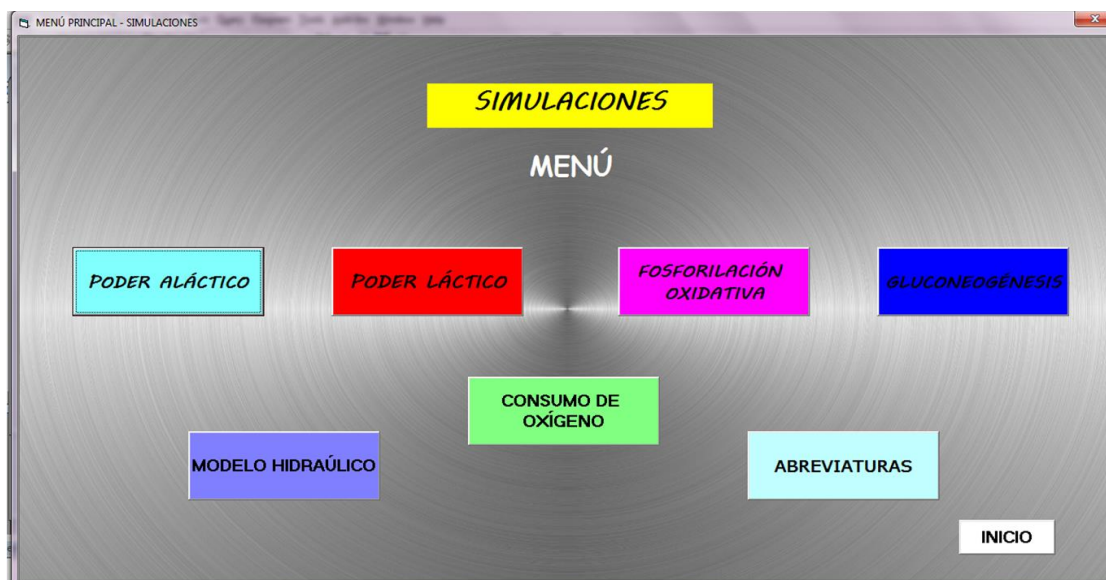 MENÚ PRINCIPAL - SIMULACIONES
SIMULACIONES
MENÚ
PODER ALÁCTICO
PODER LÁCTICO
FOSFORILACIÓN
OXIDATIVA
GLUCONEOGÉNESIS
CONSUMO DE
OXÍGENO
MODELO HIDRAÚLICO
ABREVIATURAS
INICIO